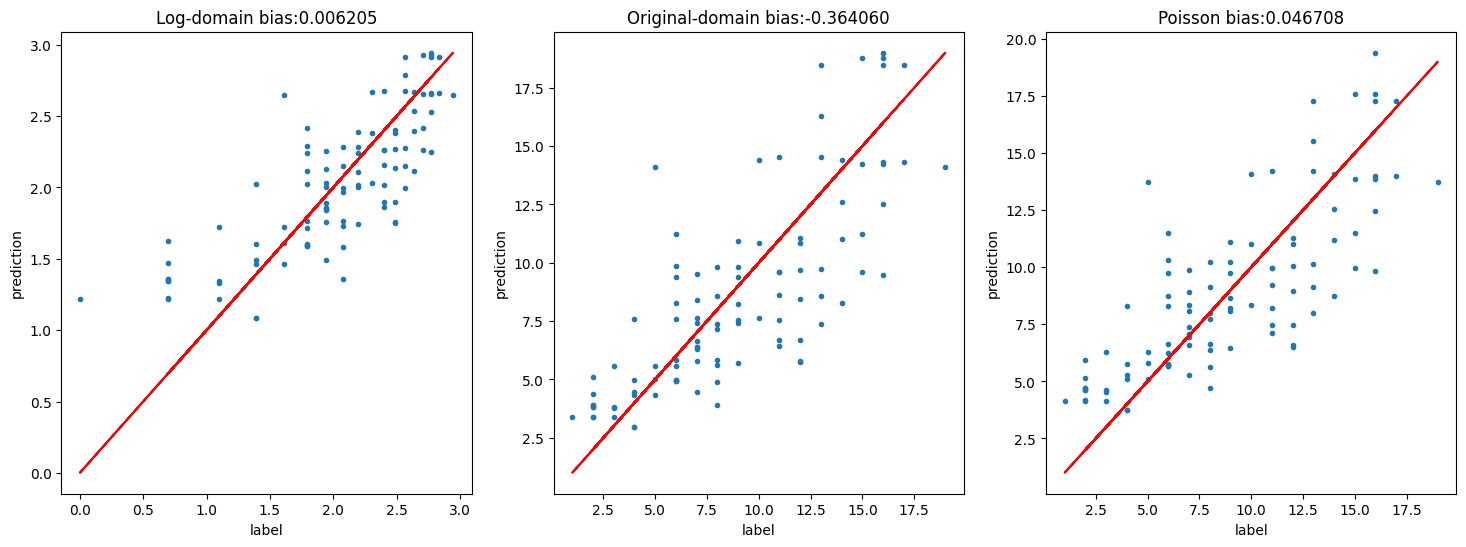 Log-domain bias:0.006205
3.0
2.5
2.0
1.5
1.0
0.5
0.0
prediction
0.0 0.5 1.0 1.5 2.0 2.5 3.0
label
Original-domain bias:-0.364060
17.5
15.0
12.5
10.0
7.5
5.0
2.5
prediction
2.5 5.0 7.5 10.0 12.5 15.0 17.5
label
Poisson bias:0.046708
20.0
17.5
15.0
12.5
10.0
7.5
5.0
2.5
prediction
2.5 5.0 7.5 10.0 12.5 15.0 17.5
label